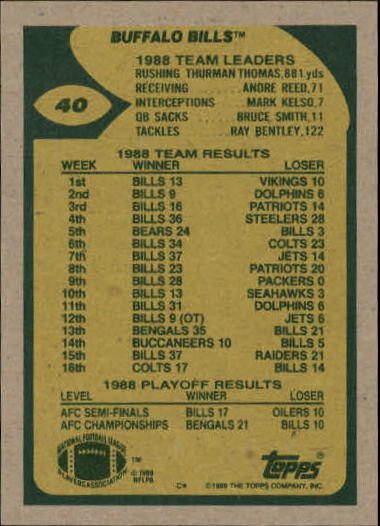 BUFFALO BILLS™
1988 TEAM LEADERS
RUSHING THURMAN THOMAS, 881 yds
RECEIVING ANDRE REED, 71
INTERCEPTIONS MARK KELSO, 7
QB SACKS BRUCE SMITH, 11
TACKLES RAY BENTLEY, 122
40
1988 TEAM RESULTS
WEEK WINNER LOSER
1st BILLS 13 VIKINGS 10
2nd BILLS 9 DOLPHINS 6
3rd BILLS 16 PATRIOTS 14
4th BILLS 36 STEELERS 28
5th BEARS 24 BILLS 3
6th BILLS 34 COLTS 23
7th BILLS 37 JETS 14
8th BILLS 23 PATRIOTS 20
9th BILLS 28 PACKERS 0
10th BILLS 13 SEAHAWKS 3
11th BILLS 31 DOLPHINS 6
12th BILLS 9 (OT) JETS 6
13th BENGALS 35 BILLS 21
14th BUCCANEERS 10 BILLS 5
15th BILLS 37 RAIDERS 21
16th COLTS 17 BILLS 14
1988 PLAYOFF RESULTS
LEVEL WINNER LOSER
AFC SEMI-FINALS BILLS 17 OILERS 10
AFC CHAMPIONSHIPS BENGALS 21 BILLS 10
NATIONAL FOOTBALL LEAGUE
PLAYERS ASSOCIATION
™
© 1989
NFLPA
C*
topps®
© 1989 THE TOPPS COMPANY, INC.